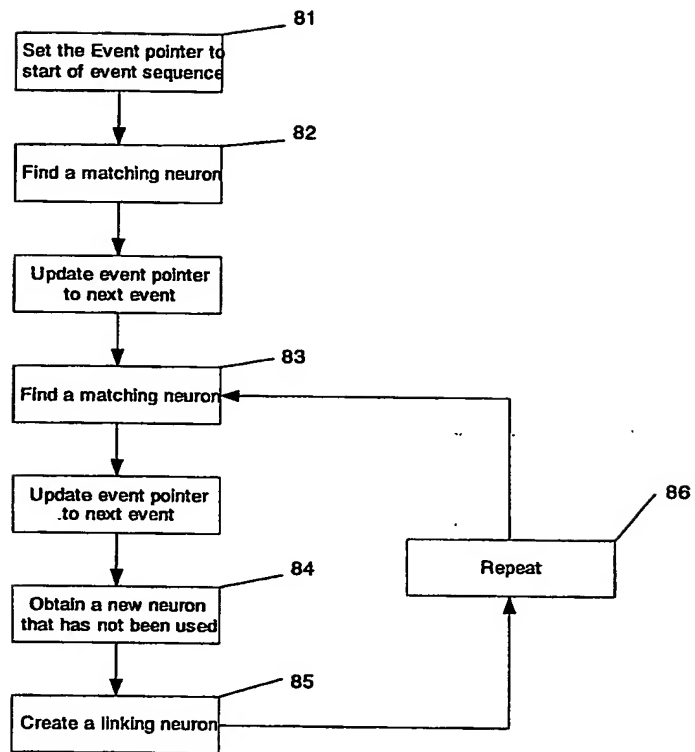 81
Set the Event pointer to
start of event sequence
82
Find a matching neuron
Update event pointer
to next event
83
Find a matching neuron
Update event pointer
.to next event
86
Repeat
84
Obtain a new neuron
that has not been used
85
Create a linking neuron